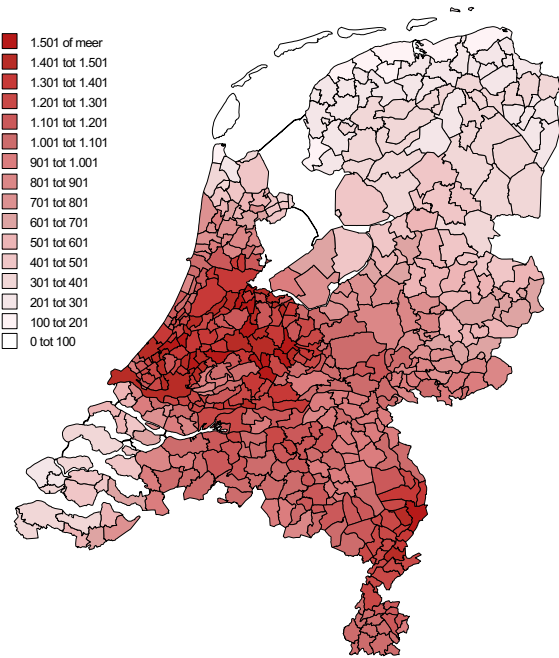 1.501 of meer
1.401 tot 1.501
1.301 tot 1.401
1.201 tot 1.301
1.101 tot 1.201
1.001 tot 1.101
901 tot 1.001
801 tot 901
701 tot 801
601 tot 701
501 tot 601
401 tot 501
301 tot 401
201 tot 301
100 tot 201
0 tot 100